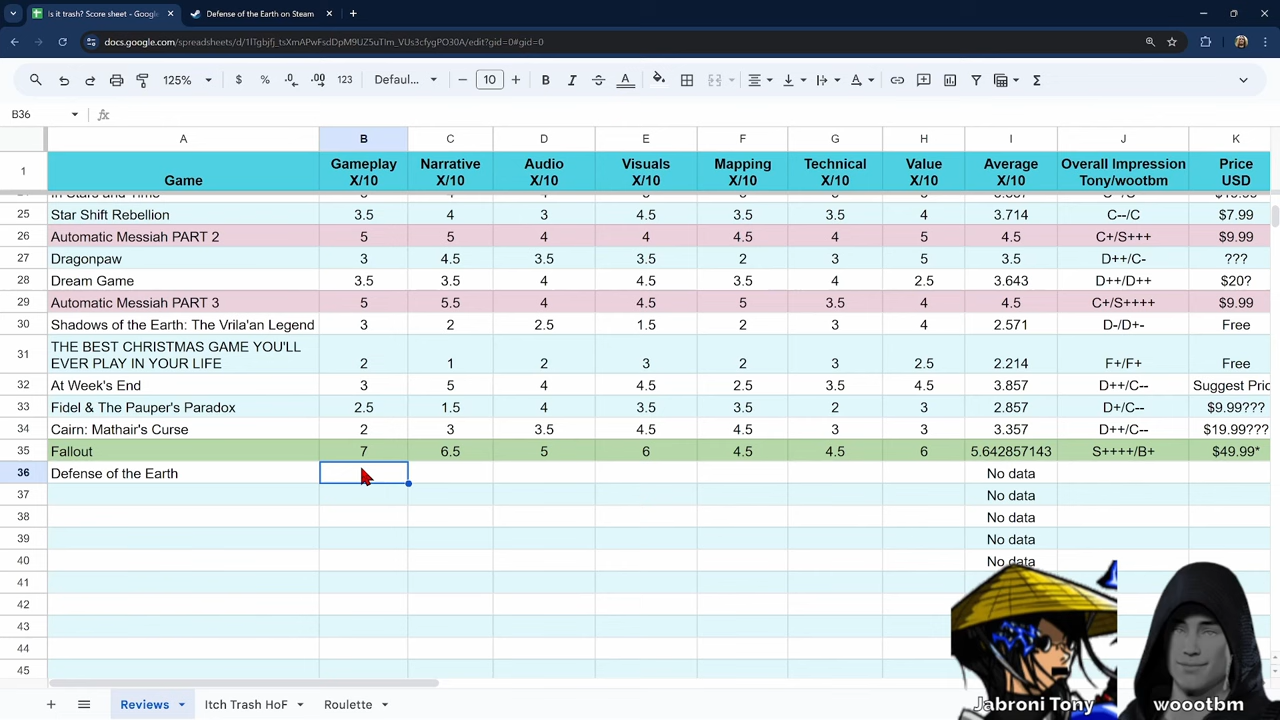 Is it trash? Score sheet - Google
Defense of the Earth on Steam
docs.google.com/spreadsheets/d/1lTgbjfj_tsXmAPwFsdDpM9UZ5uTIm_VUs3cfygPO30A/edit?gid=0#gid=0
125% $ % .0 .00 123 Defaul... 10 B I A
B36 fx
A B C D E F G H I J K
1 Game Gameplay X/10 Narrative X/10 Audio X/10 Visuals X/10 Mapping X/10 Technical X/10 Value X/10 Average X/10 Overall Impression Tony/wootbm Price USD
25 Star Shift Rebellion 3.5 4 3 4.5 3.5 3.5 4 3.714 C--/C $7.99
26 Automatic Messiah PART 2 5 5 4 4 4.5 4 5 4.5 C+/S+++ $9.99
27 Dragonpaw 3 4.5 3.5 3.5 2 3 5 3.5 D++/C- ???
28 Dream Game 3.5 3.5 4 4.5 3.5 4 2.5 3.643 D++/D++ $20?
29 Automatic Messiah PART 3 5 5.5 4 4.5 5 3.5 4 4.5 C+/S++++ $9.99
30 Shadows of the Earth: The Vrila'an Legend 3 2 2.5 1.5 2 3 4 2.571 D-/D+- Free
31 THE BEST CHRISTMAS GAME YOU'LL
EVER PLAY IN YOUR LIFE 2 1 2 3 2 3 2.5 2.214 F+/F+ Free
32 At Week's End 3 5 4 4.5 2.5 3.5 4.5 3.857 D++/C-- Suggest Pric
33 Fidel & The Pauper's Paradox 2.5 1.5 4 3.5 3.5 2 3 2.857 D+/C-- $9.99???
34 Cairn: Mathair's Curse 2 3 3.5 4.5 4.5 3 3 3.357 D++/C-- $19.99???
35 Fallout 7 6.5 5 6 4.5 4.5 6 5.642857143 S++++/B+ $49.99*
36 Defense of the Earth No data
37 No data
38 No data
39 No data
40 No data
41
42
43
44
45
Jabroni Tony
woootbm
Reviews Itch Trash HoF Roulette